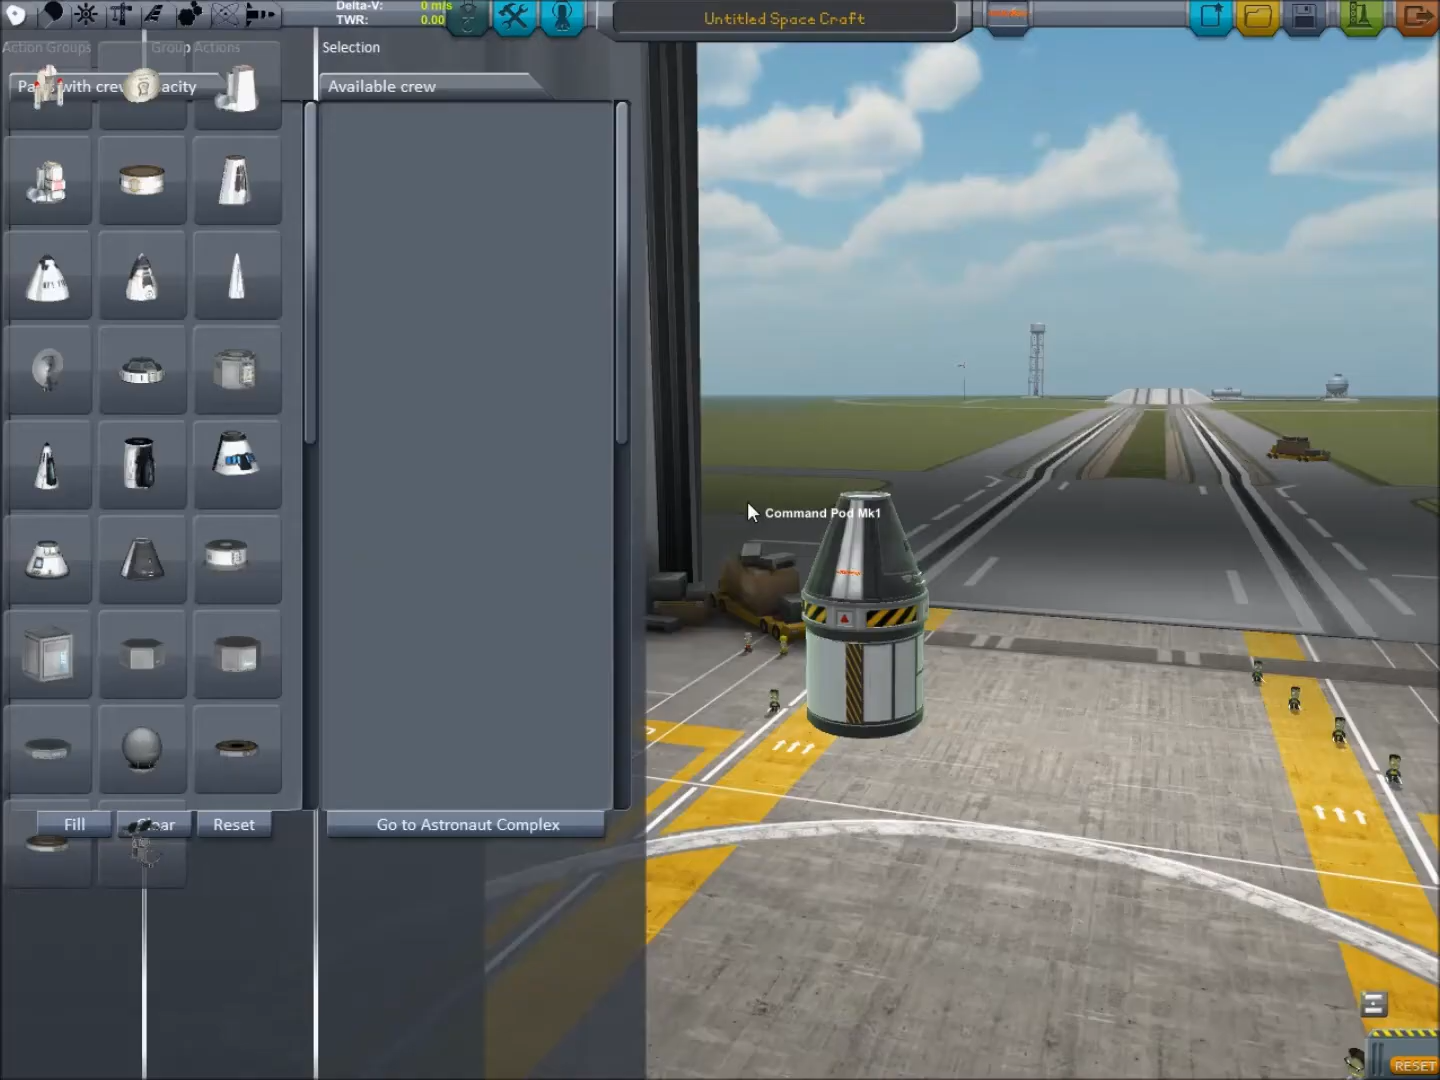 Delta-V: 0 m/s
TWR: 0.00
Untitled Space Craft
Action Groups
Group Actions
Selection
Available crew
Command Pod Mk1
Fill
Clear
Reset
Go to Astronaut Complex
RESET